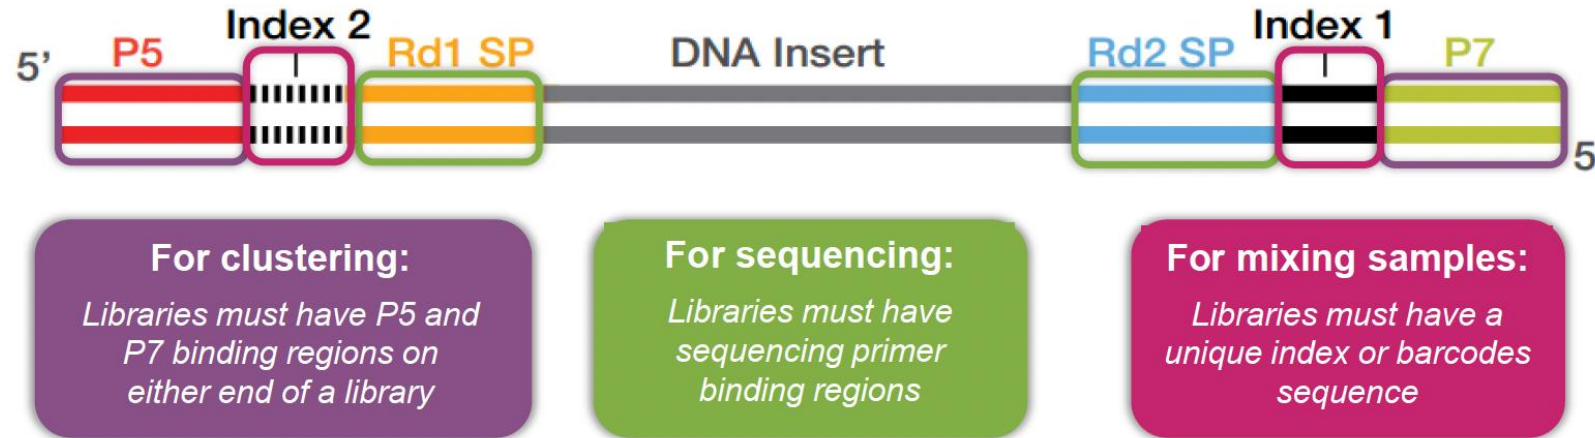 5’ P5 Index 2 Rd1 SP DNA Insert Rd2 SP Index 1 P7
5
For clustering:
Libraries must have P5 and
P7 binding regions on
either end of a library
For sequencing:
Libraries must have
sequencing primer
binding regions
For mixing samples:
Libraries must have a
unique index or barcodes
sequence